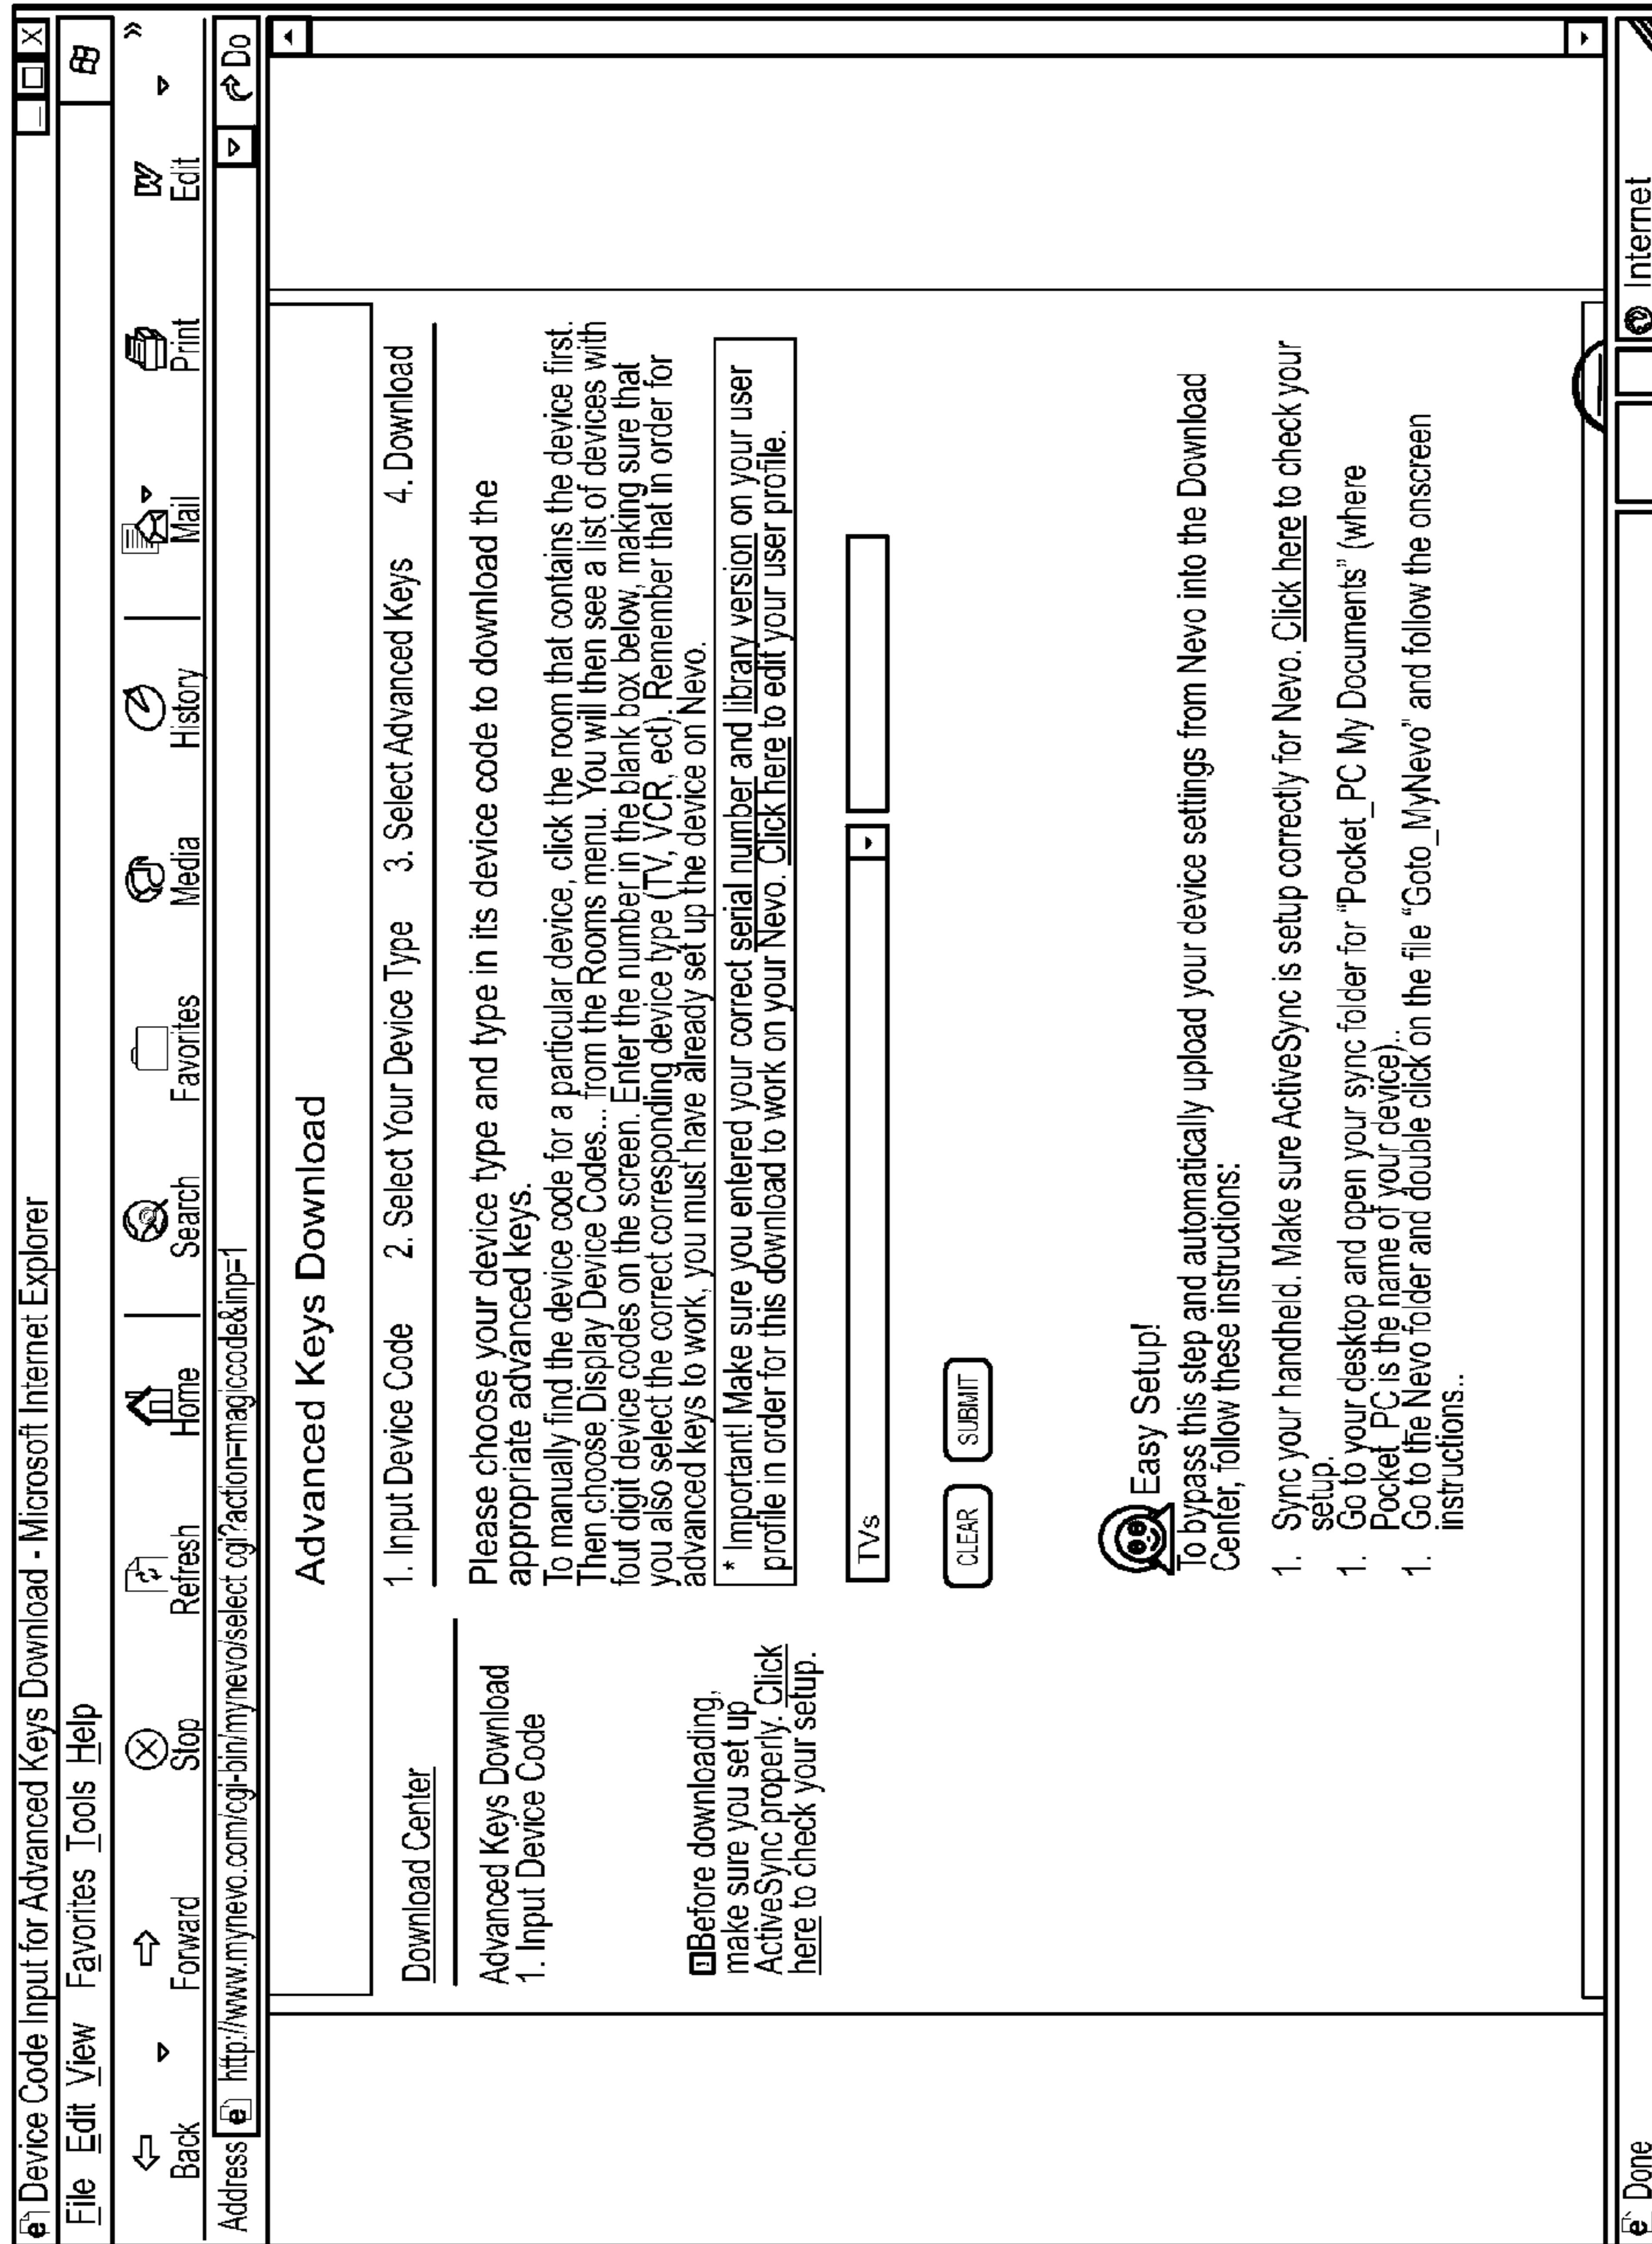 Device Code Input for Advanced Keys Download - Microsoft Internet Explorer
File Edit View Favorites Tools Help
Back Forward Stop Refresh Home Search Favorites Media History Mail Print Edit »
Address http://www.mynevo.com/cgi-bin/mynevo/select cgi?action=magiccode&inp=1 Do
Advanced Keys Download
Download Center
1. Input Device Code 2. Select Your Device Type 3. Select Advanced Keys 4. Download
Advanced Keys Download
1. Input Device Code
Before downloading,
make sure you set up
ActiveSync properly. Click
here to check your setup.
Please choose your device type and type in its device code to download the
appropriate advanced keys.
To manually find the device code for a particular device, click the room that contains the device first.
Then choose Display Device Codes... from the Rooms menu. You will then see a list of devices with
fout digit device codes on the screen. Enter the number in the blank box below, making sure that
you also select the correct corresponding device type (TV, VCR, ect). Remember that in order for
advanced keys to work, you must have already set up the device on Nevo.
* Important! Make sure you entered your correct serial number and library version on your user
profile in order for this download to work on your Nevo. Click here to edit your user profile.
TVs
CLEAR SUBMIT
Easy Setup!
To bypass this step and automatically upload your device settings from Nevo into the Download
Center, follow these instructions:
1. Sync your handheld. Make sure ActiveSync is setup correctly for Nevo. Click here to check your
setup.
1. Go to your desktop and open your sync folder for "Pocket_PC My Documents" (where
Pocket_PC is the name of your device)..
1. Go to the Nevo folder and double click on the file "Goto_MyNevo" and follow the onscreen
instructions..
Done Internet